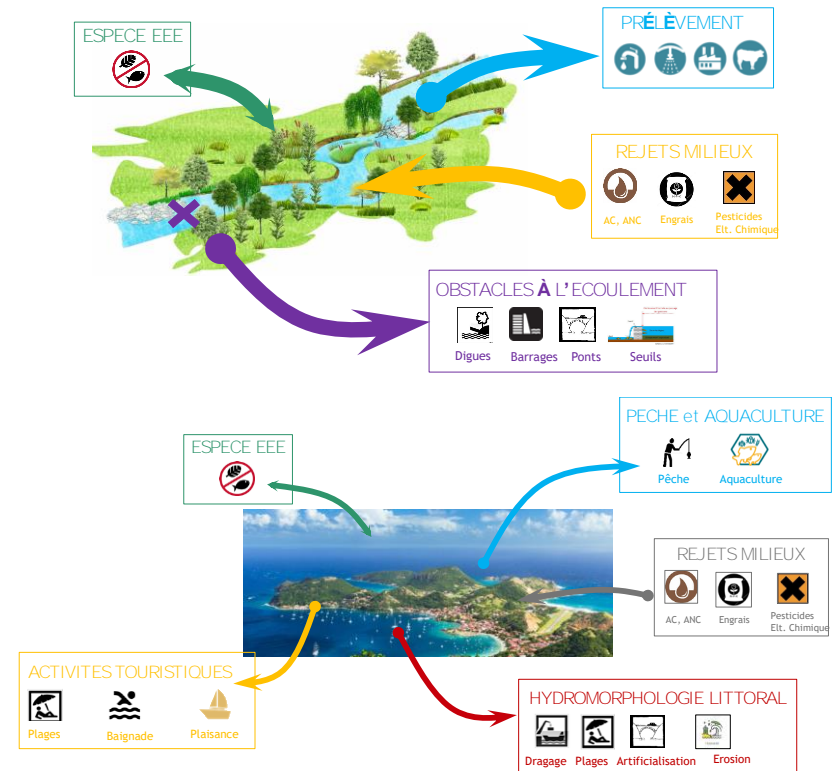 ESPECE EEE
PRÉLÈVEMENT
REJETS MILIEUX
AC, ANC
Engrais
Pesticides
Elt. Chimique
OBSTACLES À L'ECOULEMENT
Digues
Barrages
Ponts
Seuils
PECHE et AQUACULTURE
Pêche
Aquaculture
ESPECE EEE
REJETS MILIEUX
AC, ANC
Engrais
Pesticides
Elt. Chimique
ACTIVITES TOURISTIQUES
Plages
Baignade
Plaisance
HYDROMORPHOLOGIE LITTORAL
Dragage
Plages
Artificialisation
Erosion